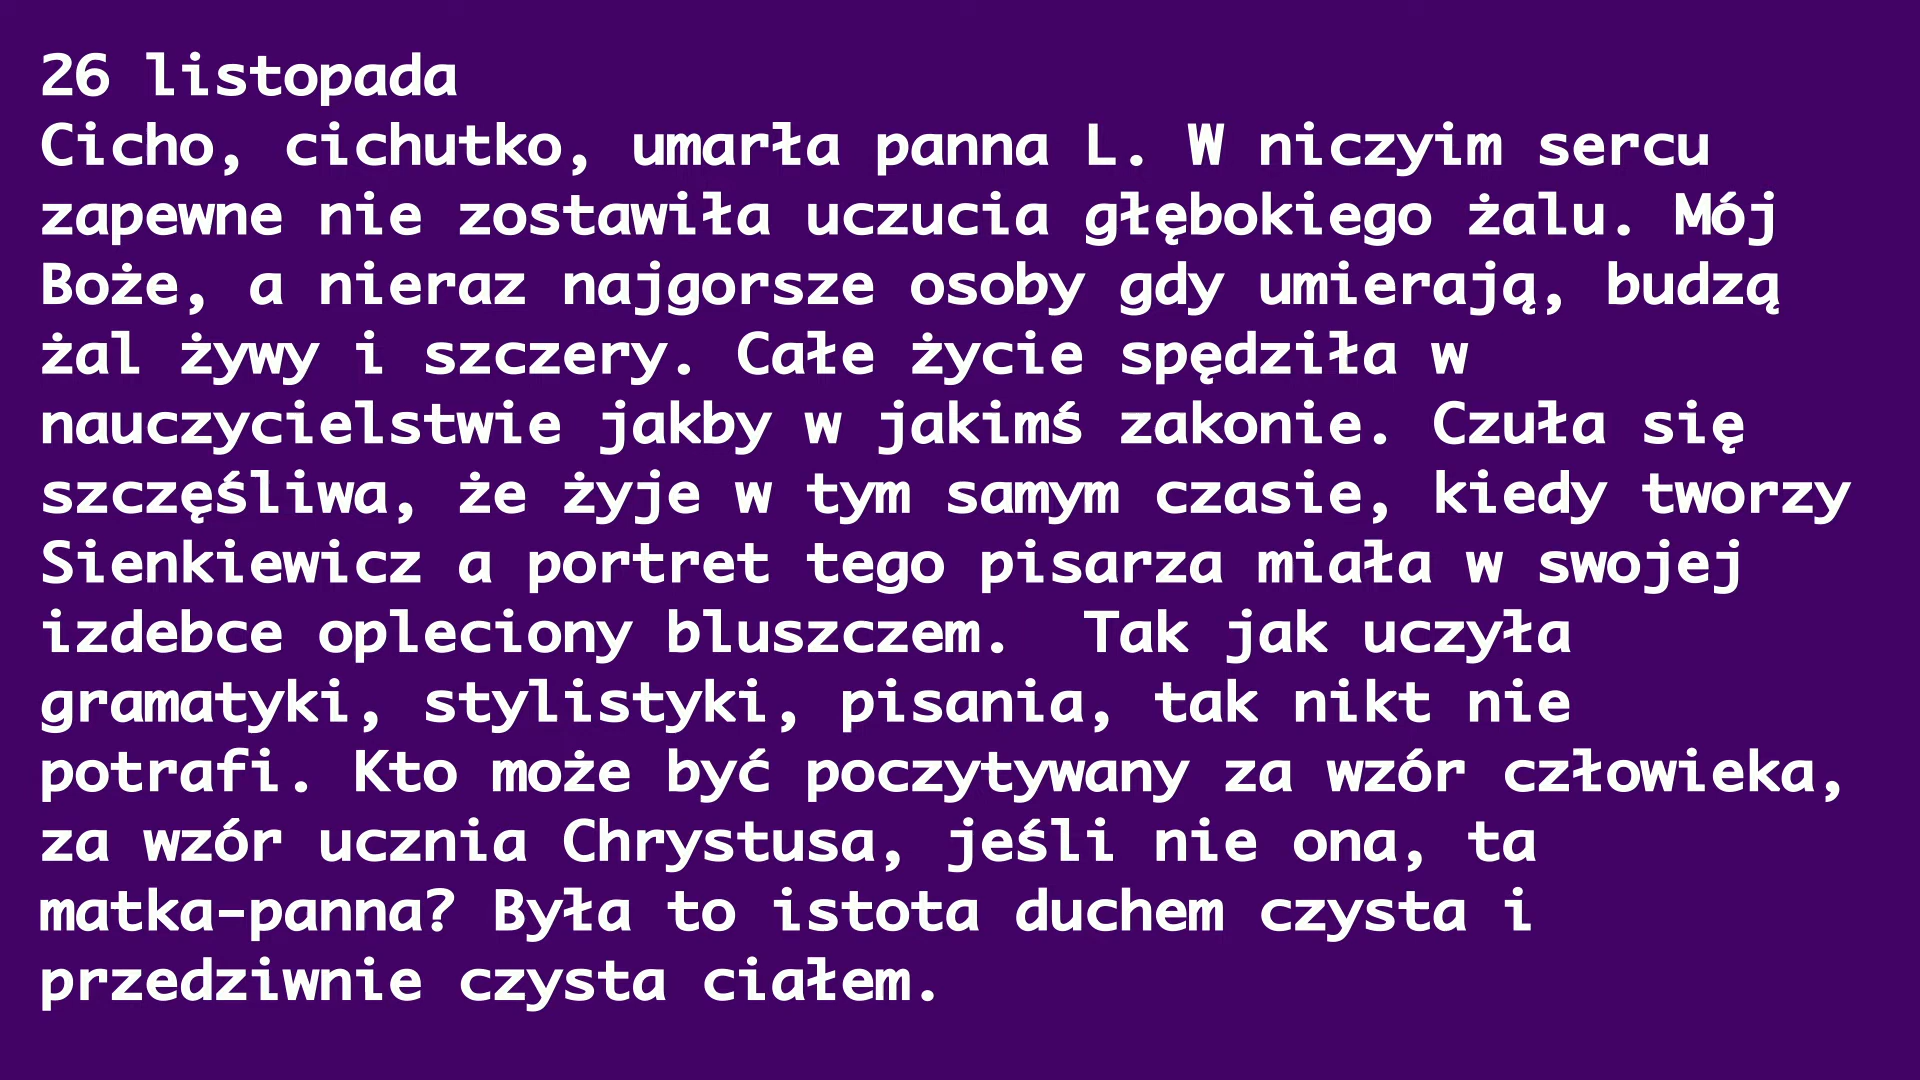 26 listopada
Cicho, cichutko, umarła panna L. W niczyim sercu
zapewne nie zostawiła uczucia głębokiego żalu. Mój
Boże, a nieraz najgorsze osoby gdy umierają, budzą
żal żywy i szczery. Całe życie spędziła w
nauczycielstwie jakby w jakimś zakonie. Czuła się
szczęśliwa, że żyje w tym samym czasie, kiedy tworzy
Sienkiewicz a portret tego pisarza miała w swojej
izdebce opleciony bluszczem.  Tak jak uczyła
gramatyki, stylistyki, pisania, tak nikt nie
potrafi. Kto może być poczytywany za wzór człowieka,
za wzór ucznia Chrystusa, jeśli nie ona, ta
matka-panna? Była to istota duchem czysta i
przedziwnie czysta ciałem.